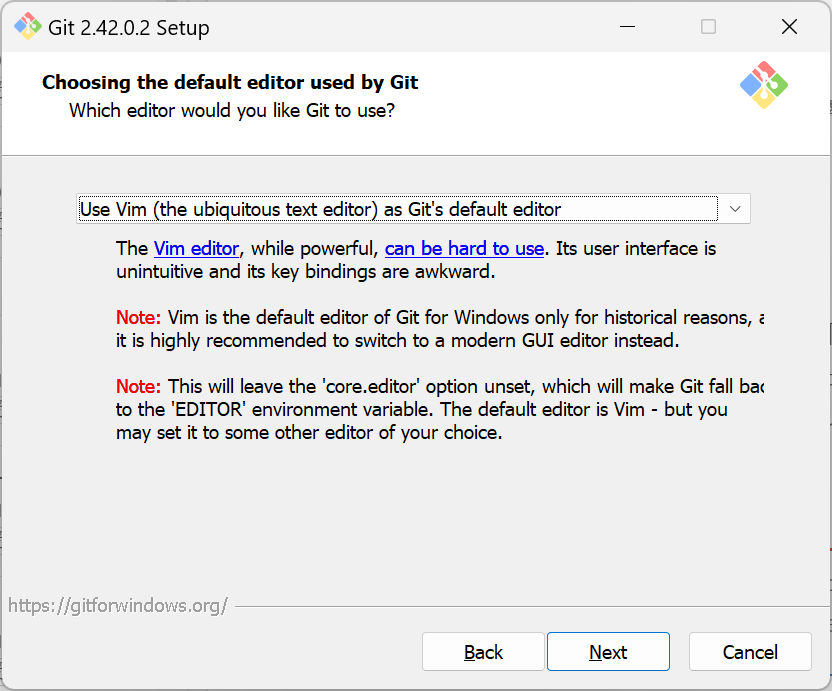 Git 2.42.0.2 Setup
Choosing the default editor used by Git
Which editor would you like Git to use?
Use Vim (the ubiquitous text editor) as Git's default editor
The Vim editor, while powerful, can be hard to use. Its user interface is
unintuitive and its key bindings are awkward.
Note: Vim is the default editor of Git for Windows only for historical reasons,
it is highly recommended to switch to a modern GUI editor instead.
Note: This will leave the 'core.editor' option unset, which will make Git fall
to the 'EDITOR' environment variable. The default editor is Vim - but you
may set it to some other editor of your choice.
https://gitforwindows.org/
Back
Next
Cancel